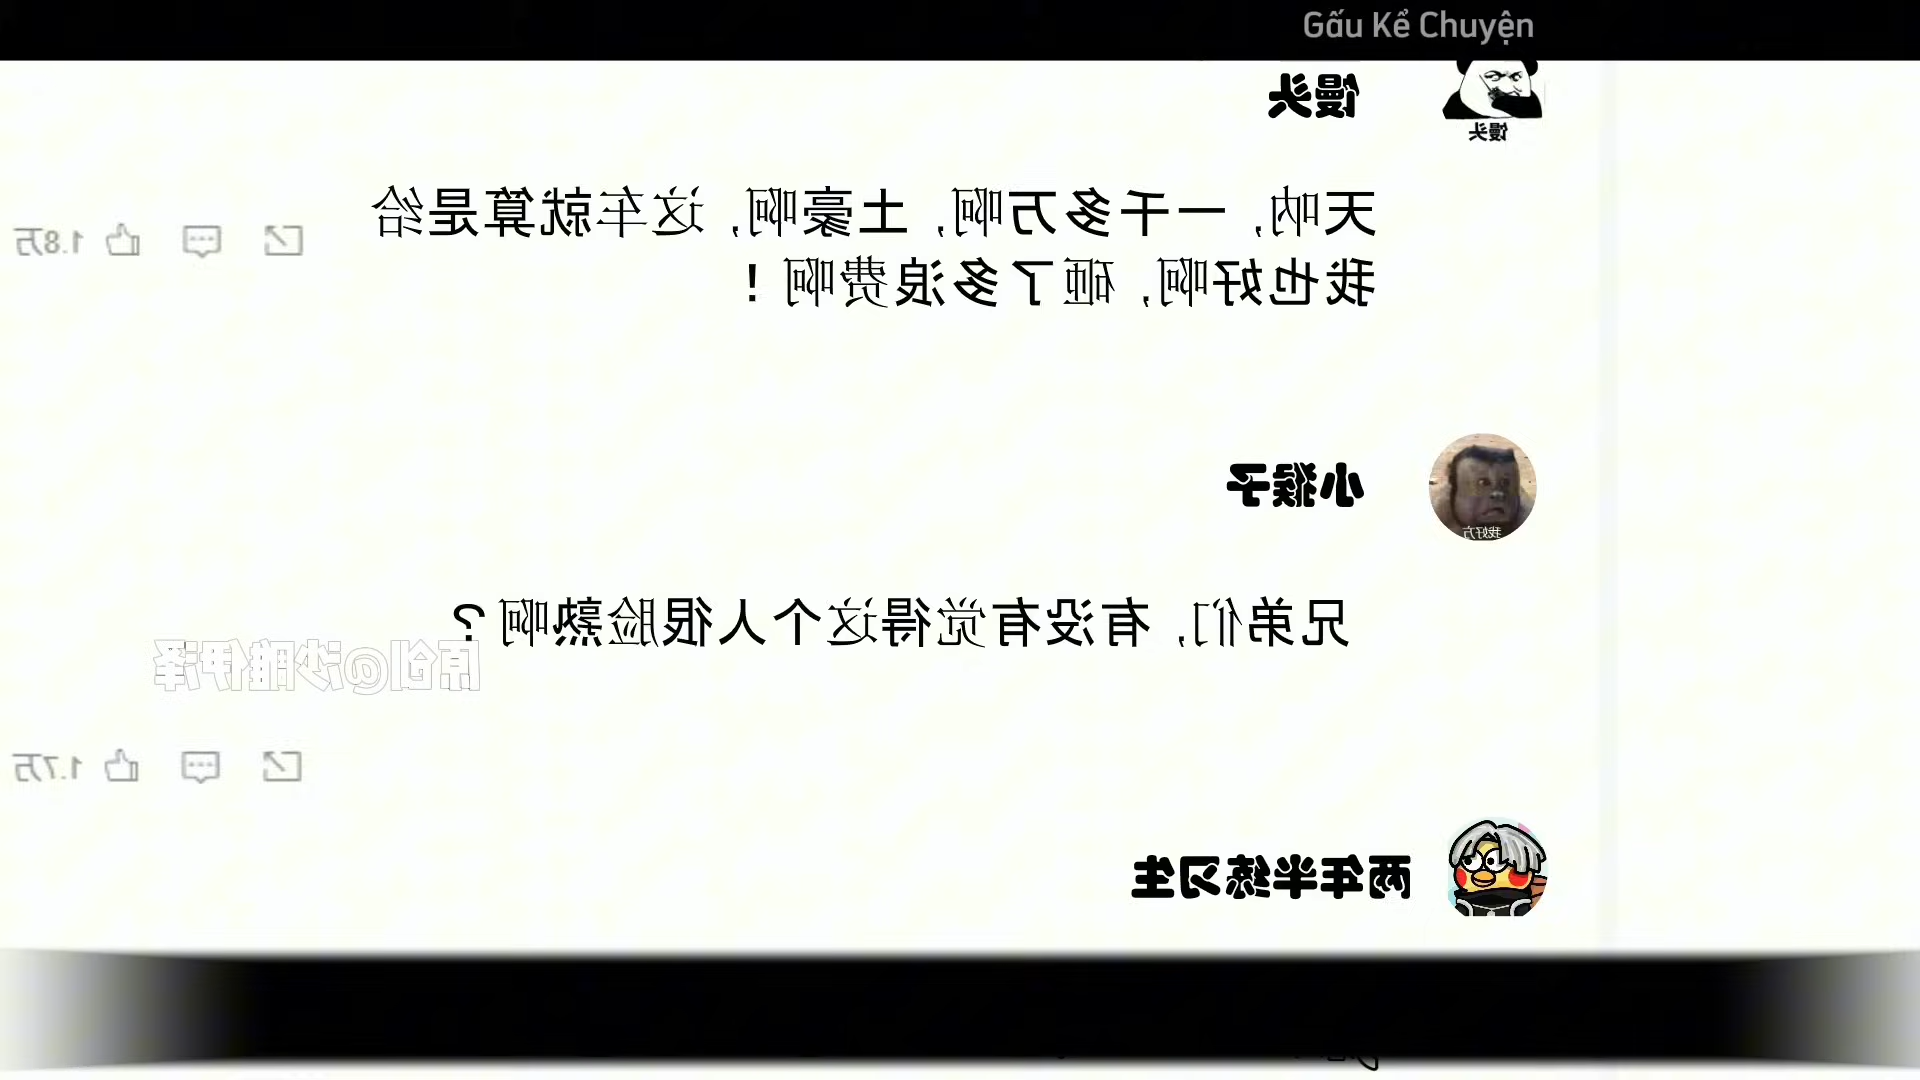 Gấu Kể Chuyện
馒头
馒头
天呐, 一千多万啊, 土豪啊, 这车就算是给
我也好啊, 砸了多浪费啊！
1.8万
小猴子
我好方
兄弟们, 有没有觉得这个人很脸熟啊？
原创@沙雕伊泽
1.7万
两年半练习生